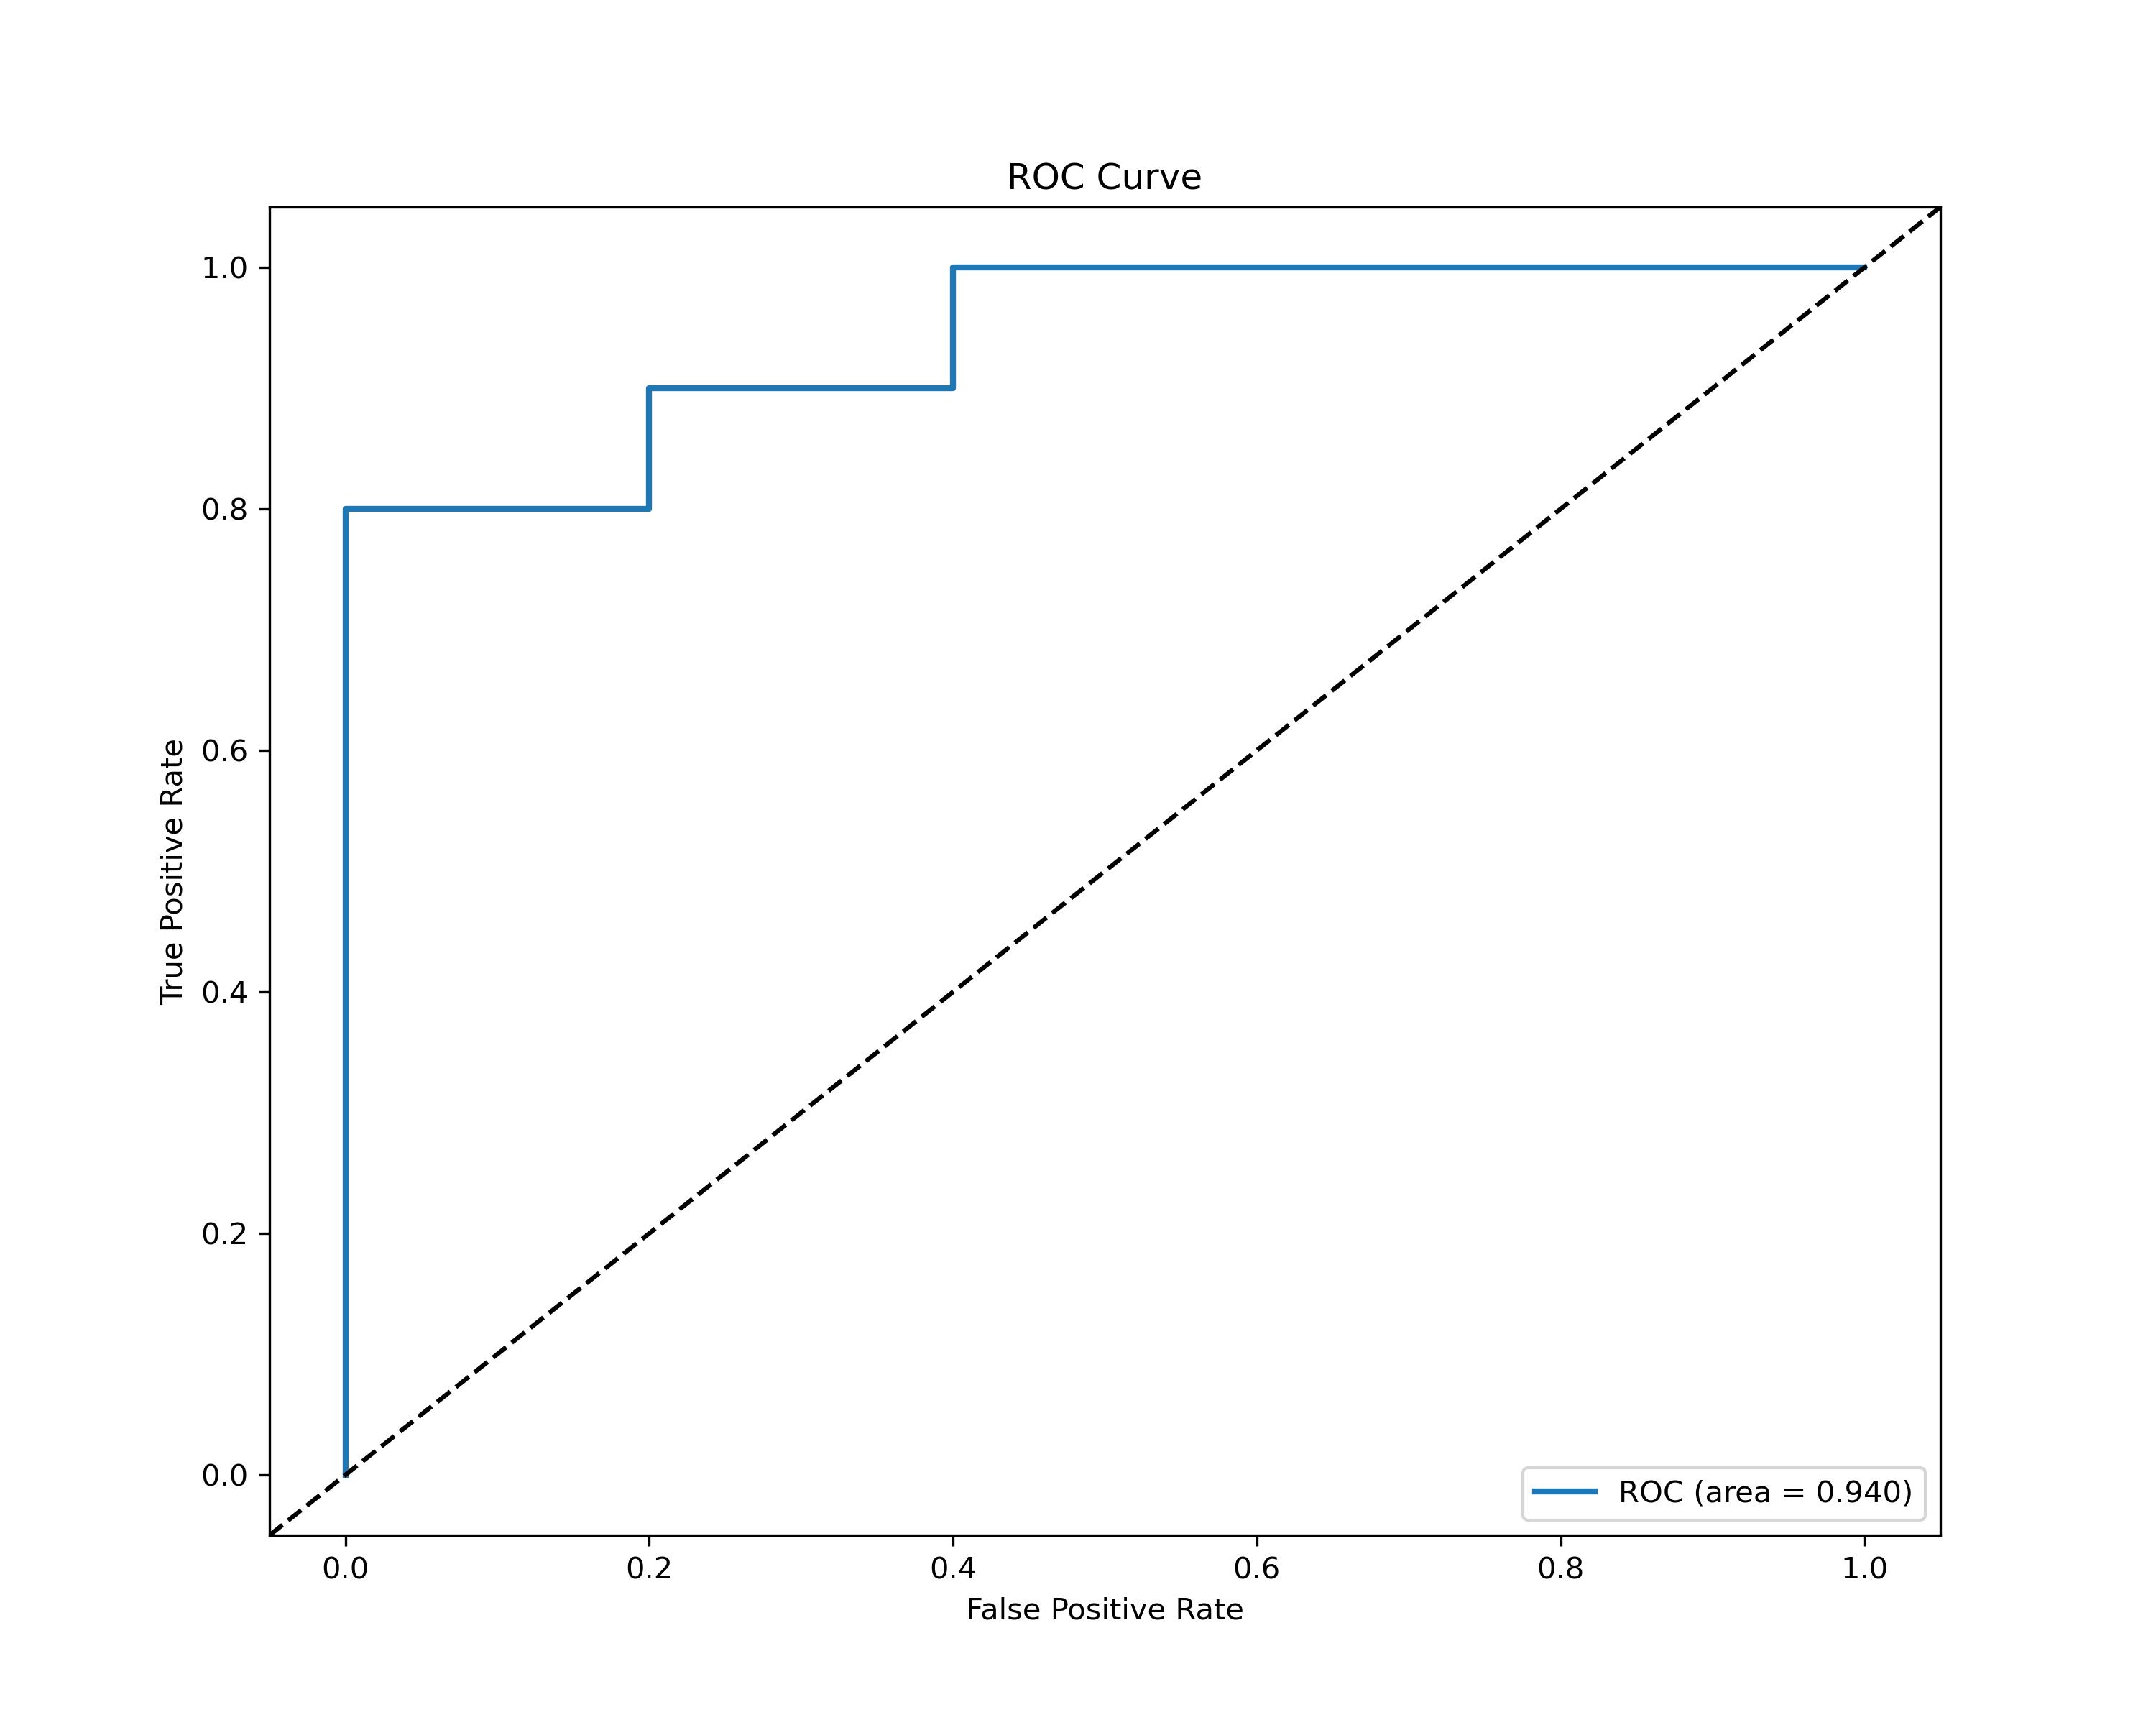 ROC Curve
1.0
0.8
0.6
0.4
0.2
0.0
True Positive Rate
ROC (area = 0.940)
0.0 0.2 0.4 0.6 0.8 1.0
False Positive Rate